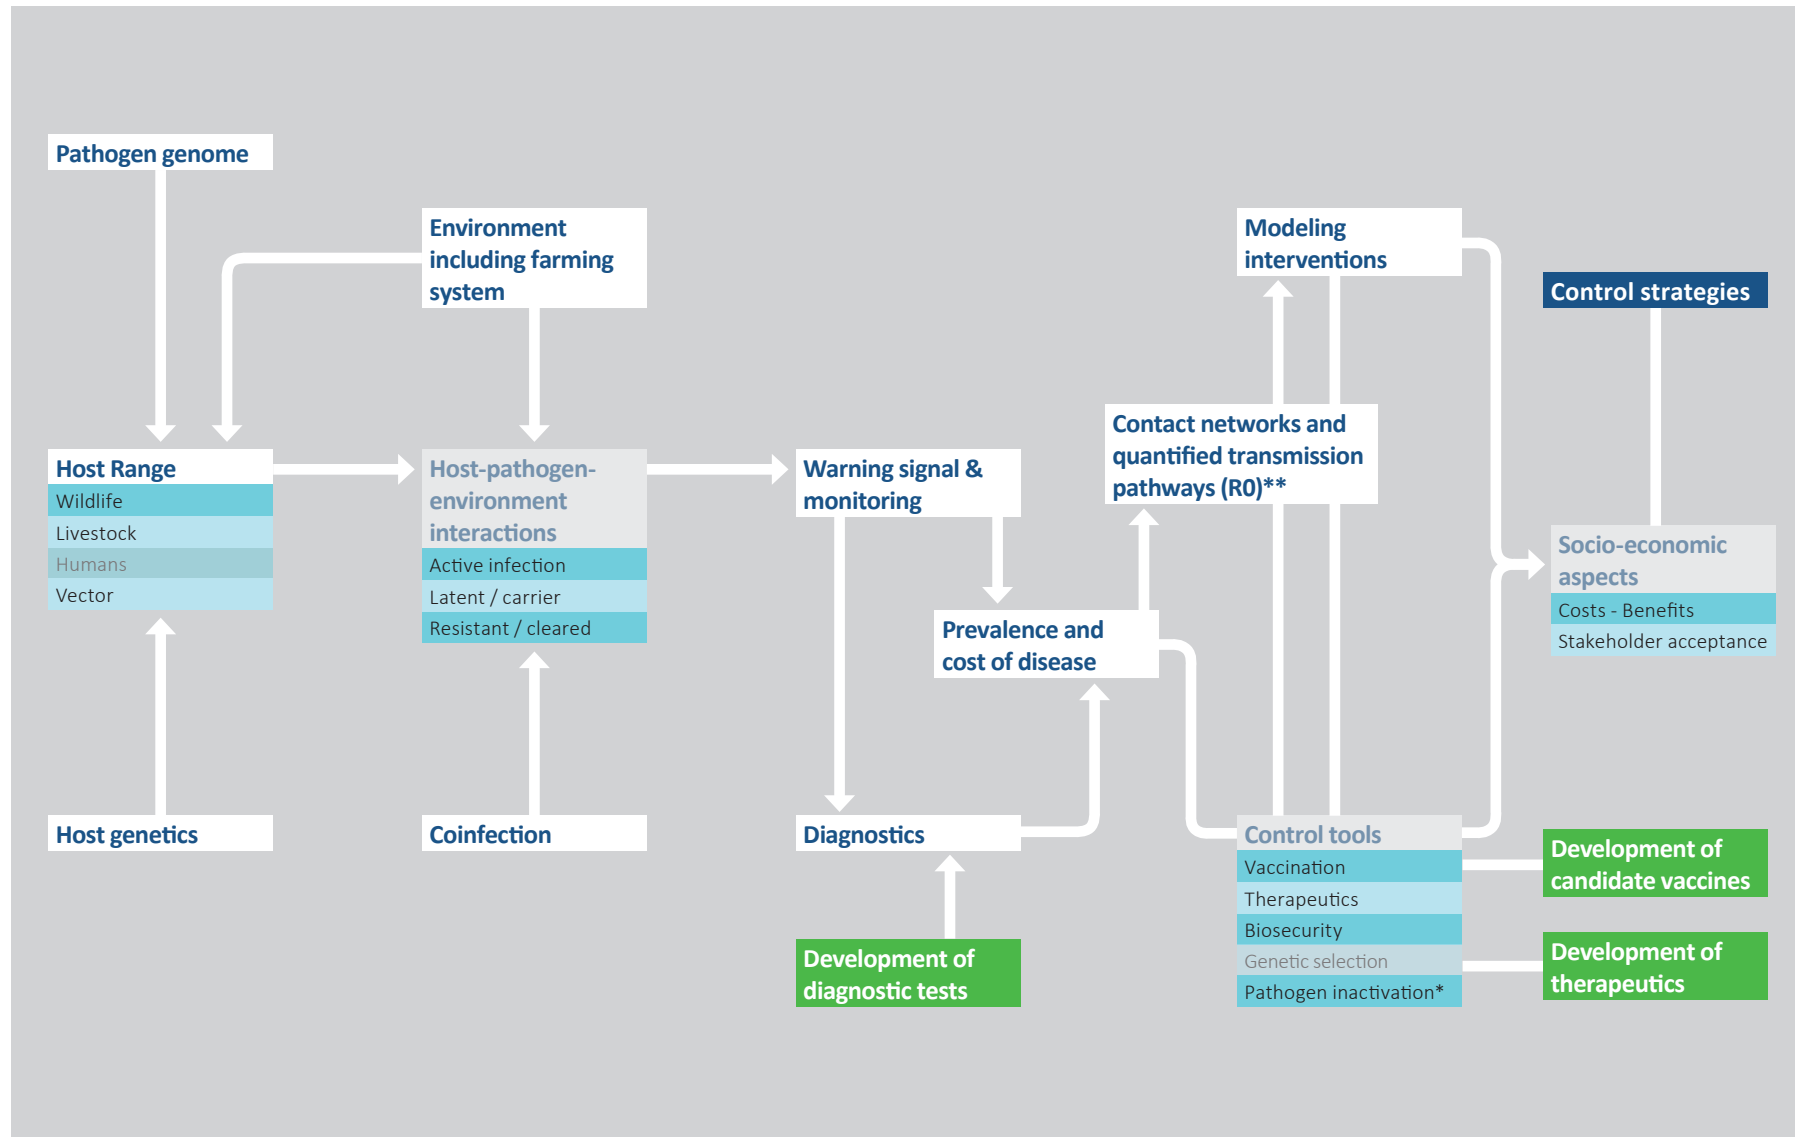 Pathogen genome
Environment
including farming
system
Modeling
interventions
Control strategies
Host Range
Wildlife
Livestock
Humans
Vector
Host-pathogen-
environment
interactions
Active infection
Latent / carrier
Resistant / cleared
Warning signal &
monitoring
Contact networks and
quantified transmission
pathways (R0)**
Socio-economic
aspects
Costs - Benefits
Stakeholder acceptance
Prevalence and
cost of disease
Host genetics
Coinfection
Diagnostics
Control tools
Vaccination
Therapeutics
Biosecurity
Genetic selection
Pathogen inactivation*
Development of
candidate vaccines
Development of
diagnostic tests
Development of
therapeutics